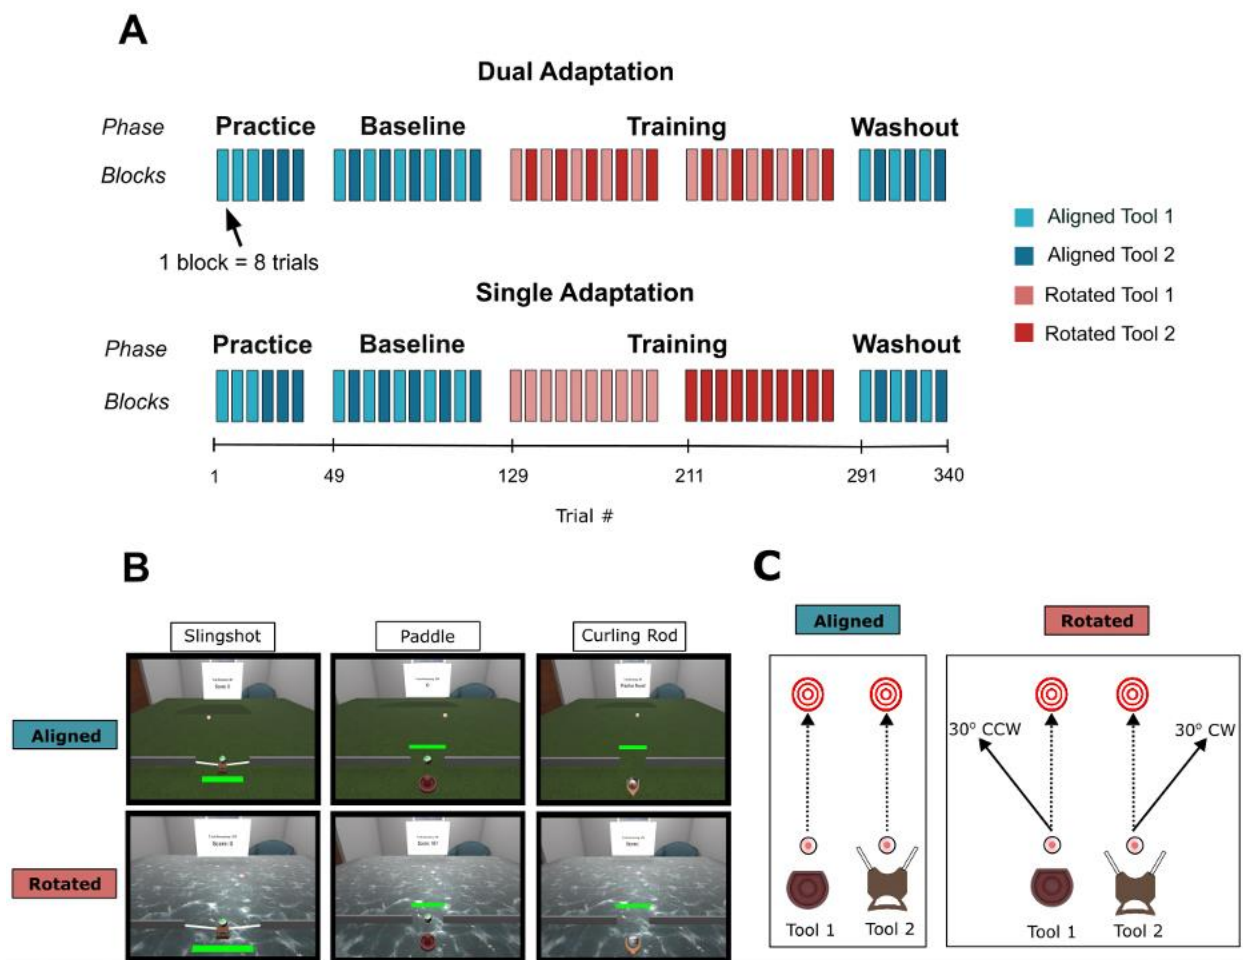 A
Dual Adaptation
Phase Practice Baseline Training Washout
Blocks
1 block = 8 trials
Aligned Tool 1
Aligned Tool 2
Rotated Tool 1
Rotated Tool 2
Single Adaptation
Phase Practice Baseline Training Washout
Blocks
1 49 129 211 291 340
Trial #
B
Slingshot Paddle Curling Rod
Aligned
Rotated
C
Aligned Rotated
30° CCW 30° CW
Tool 1 Tool 2 Tool 1 Tool 2